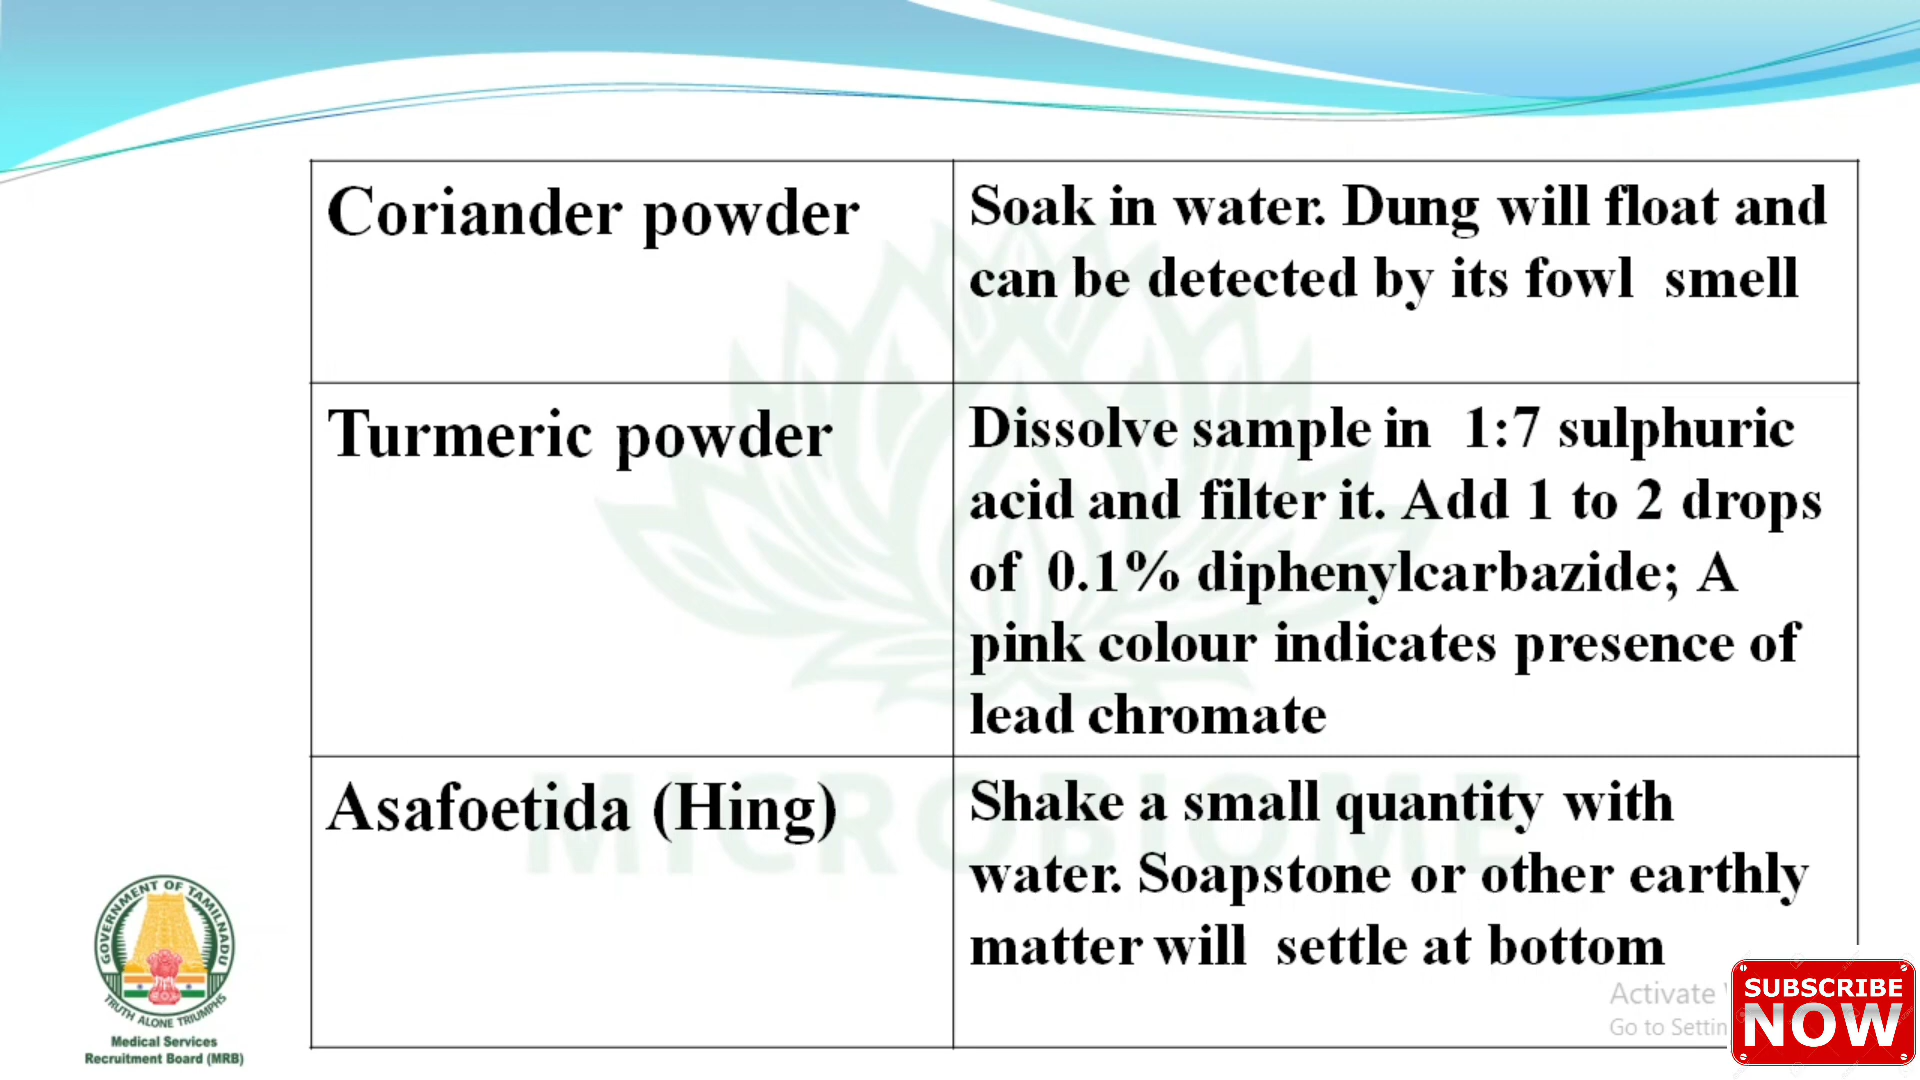 Coriander powder
Soak in water. Dung will float and
can be detected by its fowl smell
Turmeric powder
Dissolve sample in 1:7 sulphuric
acid and filter it. Add 1 to 2 drops
of 0.1% diphenylcarbazide; A
pink colour indicates presence of
lead chromate
Asafoetida (Hing)
Shake a small quantity with
water. Soapstone or other earthly
matter will settle at bottom
MICROBIOME
GOVERNMENT OF TAMILNADU
TRUTH ALONE TRIUMPHS
Medical Services
Recruitment Board (MRB)
Activate
Go to Settin
SUBSCRIBE
NOW